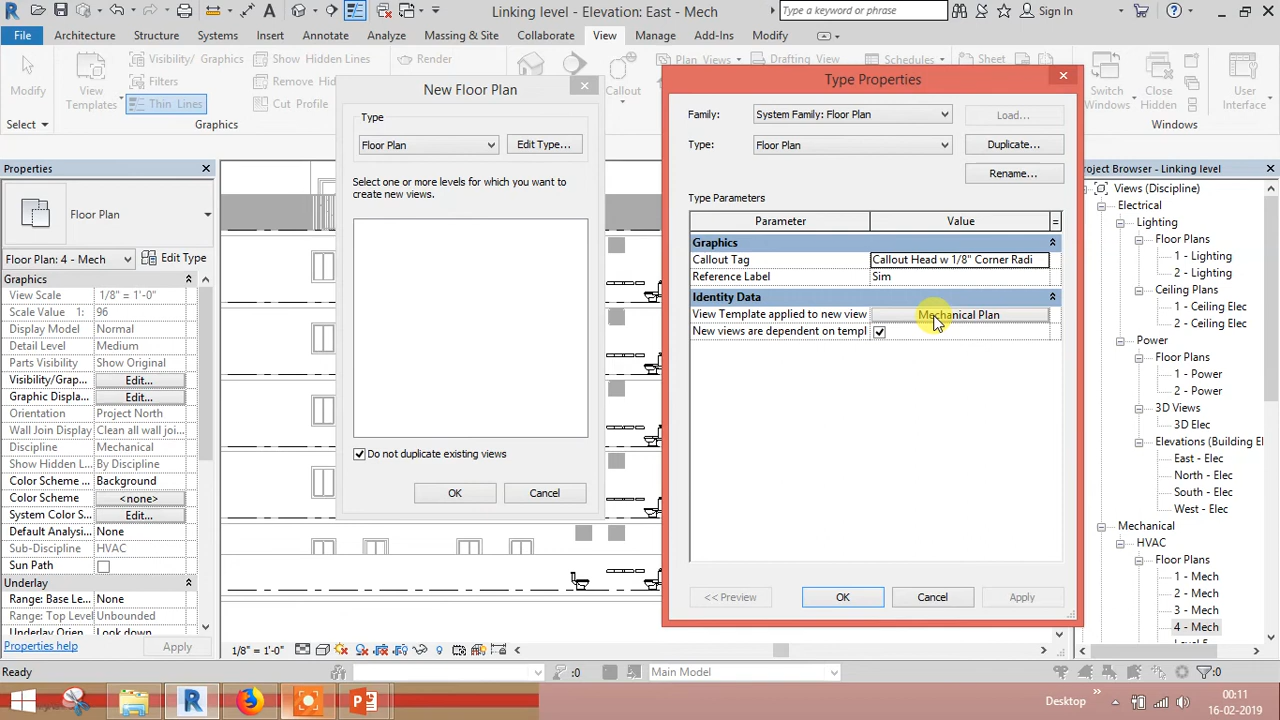 Linking level - Elevation: East - Mech
Type a keyword or phrase
Sign In
File
Architecture
Structure
Systems
Insert
Annotate
Analyze
Massing & Site
Collaborate
View
Manage
Add-Ins
Modify
Modify
View
Templates
Visibility/ Graphics
Filters
Thin Lines
Show Hidden Lines
Remove Hid
Cut Profile
Render
Callout
Plan Views
Drafting View
Schedules
Sheet
Switch
Windows
Close
Hidden
User
Interface
Select
Graphics
Windows
Properties
Floor Plan
Floor Plan: 4 - Mech
Edit Type
Graphics
View Scale 1/8" = 1'-0"
Scale Value 1: 96
Display Model Normal
Detail Level Medium
Parts Visibility Show Original
Visibility/Grap... Edit...
Graphic Displa... Edit...
Orientation Project North
Wall Join Display Clean all wall joi...
Discipline Mechanical
Show Hidden L... By Discipline
Color Scheme ... Background
Color Scheme <none>
System Color S... Edit...
Default Analysi... None
Sub-Discipline HVAC
Sun Path
Underlay
Range: Base Le... None
Range: Top Level Unbounded
Underlay Orien... Look down
Properties help
Apply
New Floor Plan
Type
Floor Plan
Edit Type...
Select one or more levels for which you want to
create new views.
Do not duplicate existing views
OK
Cancel
Type Properties
Family:
System Family: Floor Plan
Load...
Type:
Floor Plan
Duplicate...
Rename...
Type Parameters
Parameter Value =
Graphics
Callout Tag Callout Head w 1/8" Corner Radi
Reference Label Sim
Identity Data
View Template applied to new view Mechanical Plan
New views are dependent on templ
<< Preview
OK
Cancel
Apply
roject Browser - Linking level
Views (Discipline)
Electrical
Lighting
Floor Plans
1 - Lighting
2 - Lighting
Ceiling Plans
1 - Ceiling Elec
2 - Ceiling Elec
Power
Floor Plans
1 - Power
2 - Power
3D Views
3D Elec
Elevations (Building El
East - Elec
North - Elec
South - Elec
West - Elec
Mechanical
HVAC
Floor Plans
1 - Mech
2 - Mech
3 - Mech
4 - Mech
Level 5
1/8" = 1'-0"
Ready
:0
Main Model
:0
Desktop
00:11
16-02-2019